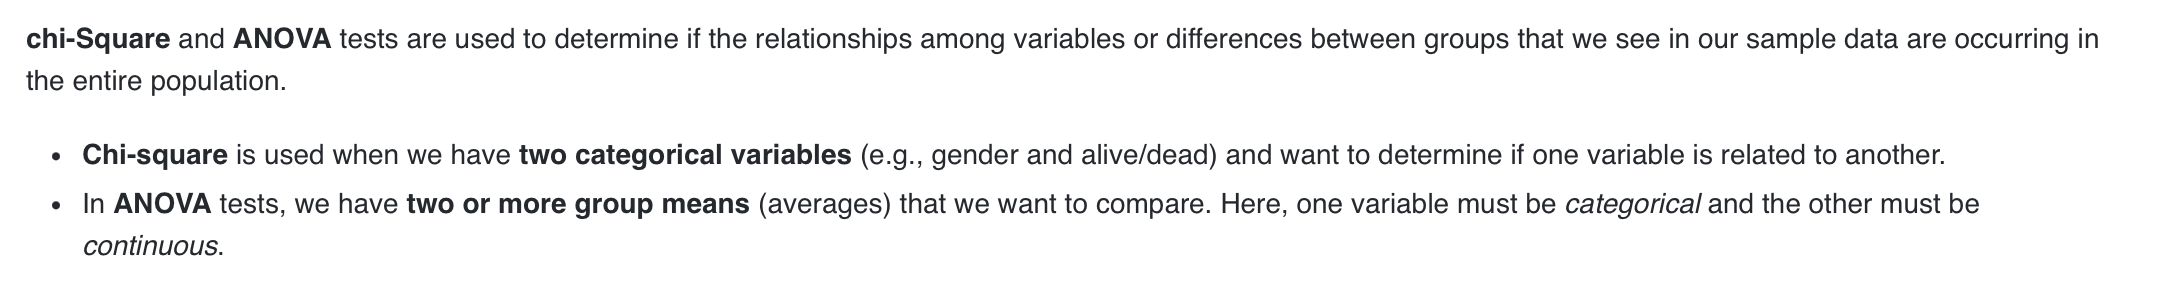 chi-Square and ANOVA tests are used to determine if the relationships among variables or differences between groups that we see in our sample data are occurring in
the entire population.
• Chi-square is used when we have two categorical variables (e.g., gender and alive/dead) and want to determine if one variable is related to another.
• In ANOVA tests, we have two or more group means (averages) that we want to compare. Here, one variable must be categorical and the other must be
continuous.